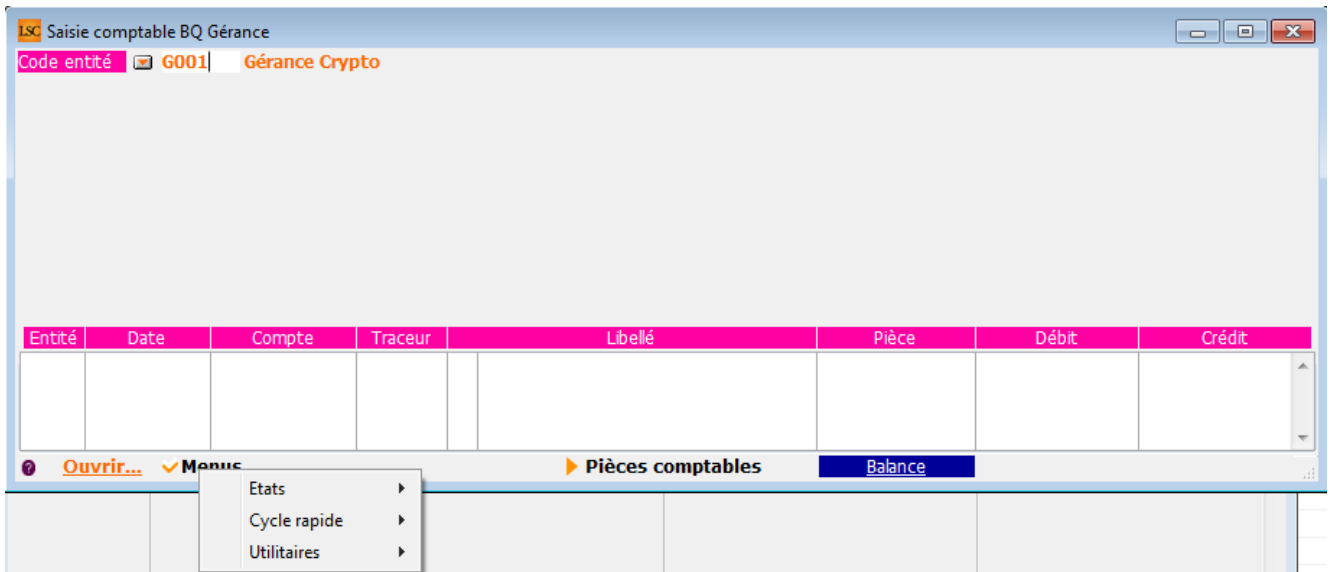 LSC Saisie comptable BQ Gérance
Code entité G001 Gérance Crypto
Entité Date Compte Traceur Libellé Pièce Débit Crédit
? Ouvrir... Menus Pièces comptables Balance
Etats
Cycle rapide
Utilitaires